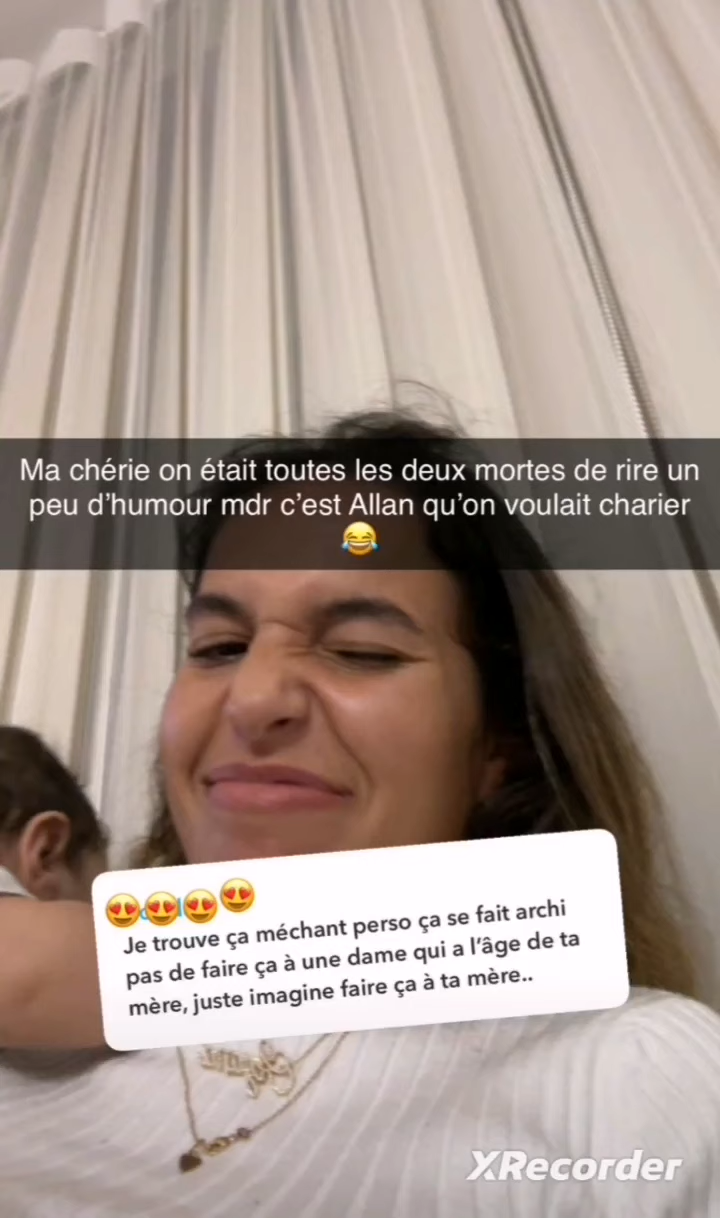 Ma chérie on était toutes les deux mortes de rire un
peu d’humour mdr c’est Allan qu’on voulait charier
😂
😍😍😍😍
Je trouve ça méchant perso ça se fait archi
pas de faire ça à une dame qui a l’âge de ta
mère, juste imagine faire ça à ta mère..
XRecorder